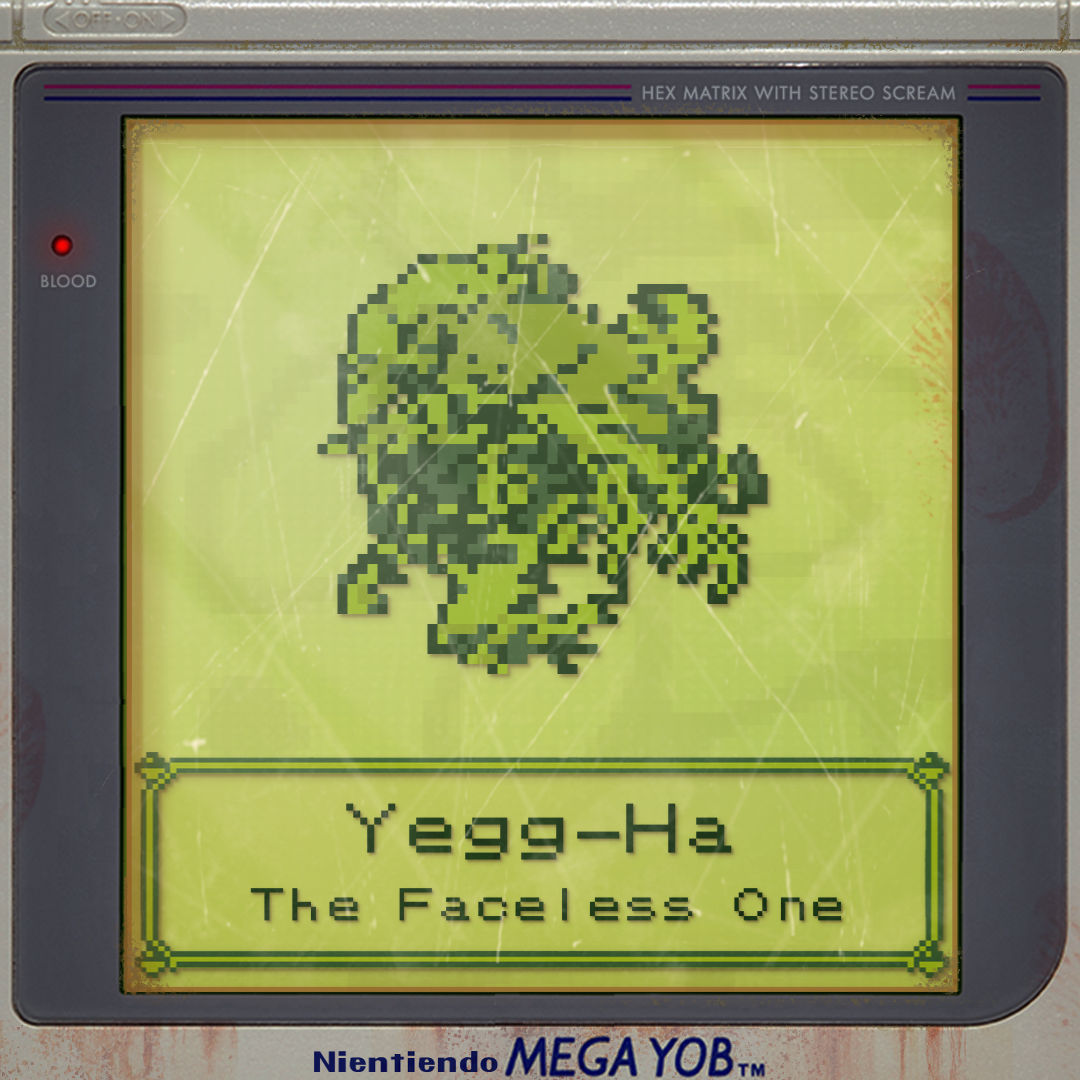 <OFF•ON>
HEX MATRIX WITH STEREO SCREAM
BLOOD
Yegg-Ha
The Faceless One
Nientiendo MEGA YOB™